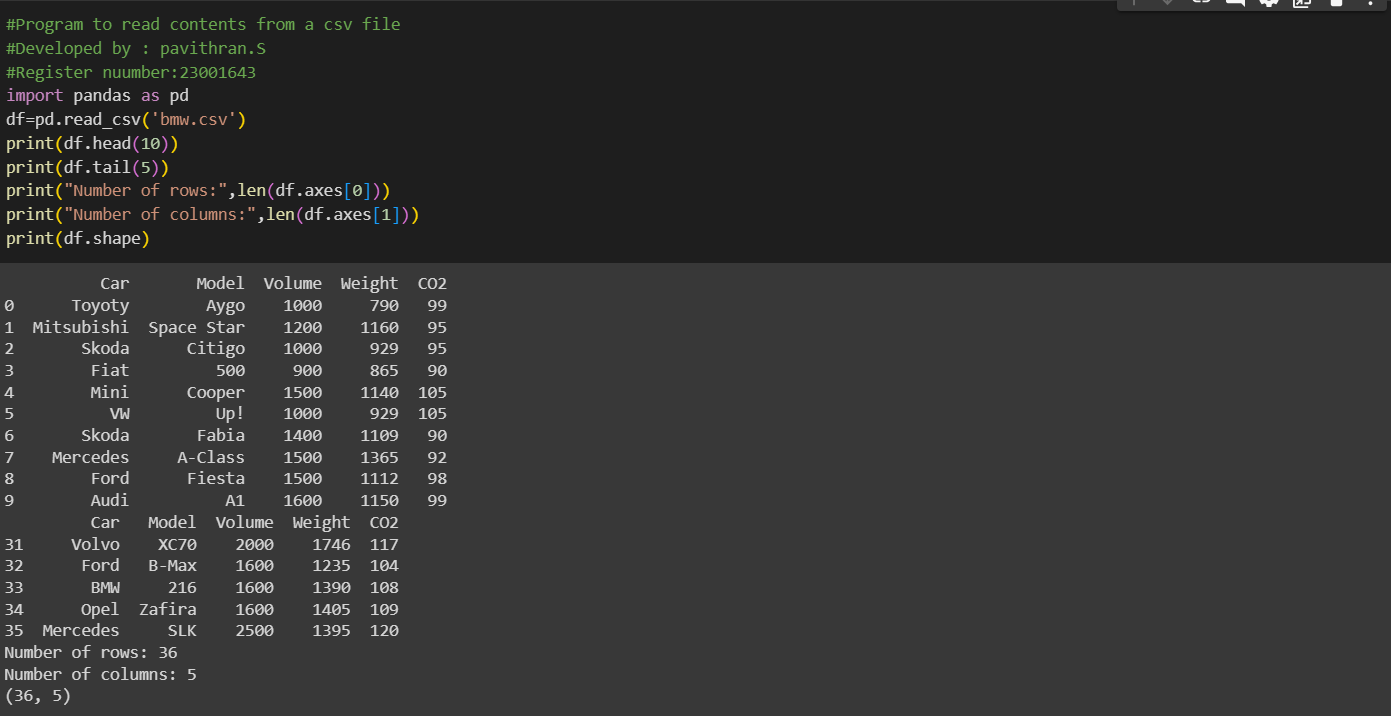 #Program to read contents from a csv file
#Developed by : pavithran.S
#Register nuumber:23001643
import pandas as pd
df=pd.read_csv('bmw.csv')
print(df.head(10))
print(df.tail(5))
print("Number of rows:",len(df.axes[0]))
print("Number of columns:",len(df.axes[1]))
print(df.shape)
Car Model Volume Weight CO2
0 Toyoty Aygo 1000 790 99
1 Mitsubishi Space Star 1200 1160 95
2 Skoda Citigo 1000 929 95
3 Fiat 500 900 865 90
4 Mini Cooper 1500 1140 105
5 VW Up! 1000 929 105
6 Skoda Fabia 1400 1109 90
7 Mercedes A-Class 1500 1365 92
8 Ford Fiesta 1500 1112 98
9 Audi A1 1600 1150 99
Car Model Volume Weight CO2
31 Volvo XC70 2000 1746 117
32 Ford B-Max 1600 1235 104
33 BMW 216 1600 1390 108
34 Opel Zafira 1600 1405 109
35 Mercedes SLK 2500 1395 120
Number of rows: 36
Number of columns: 5
(36, 5)